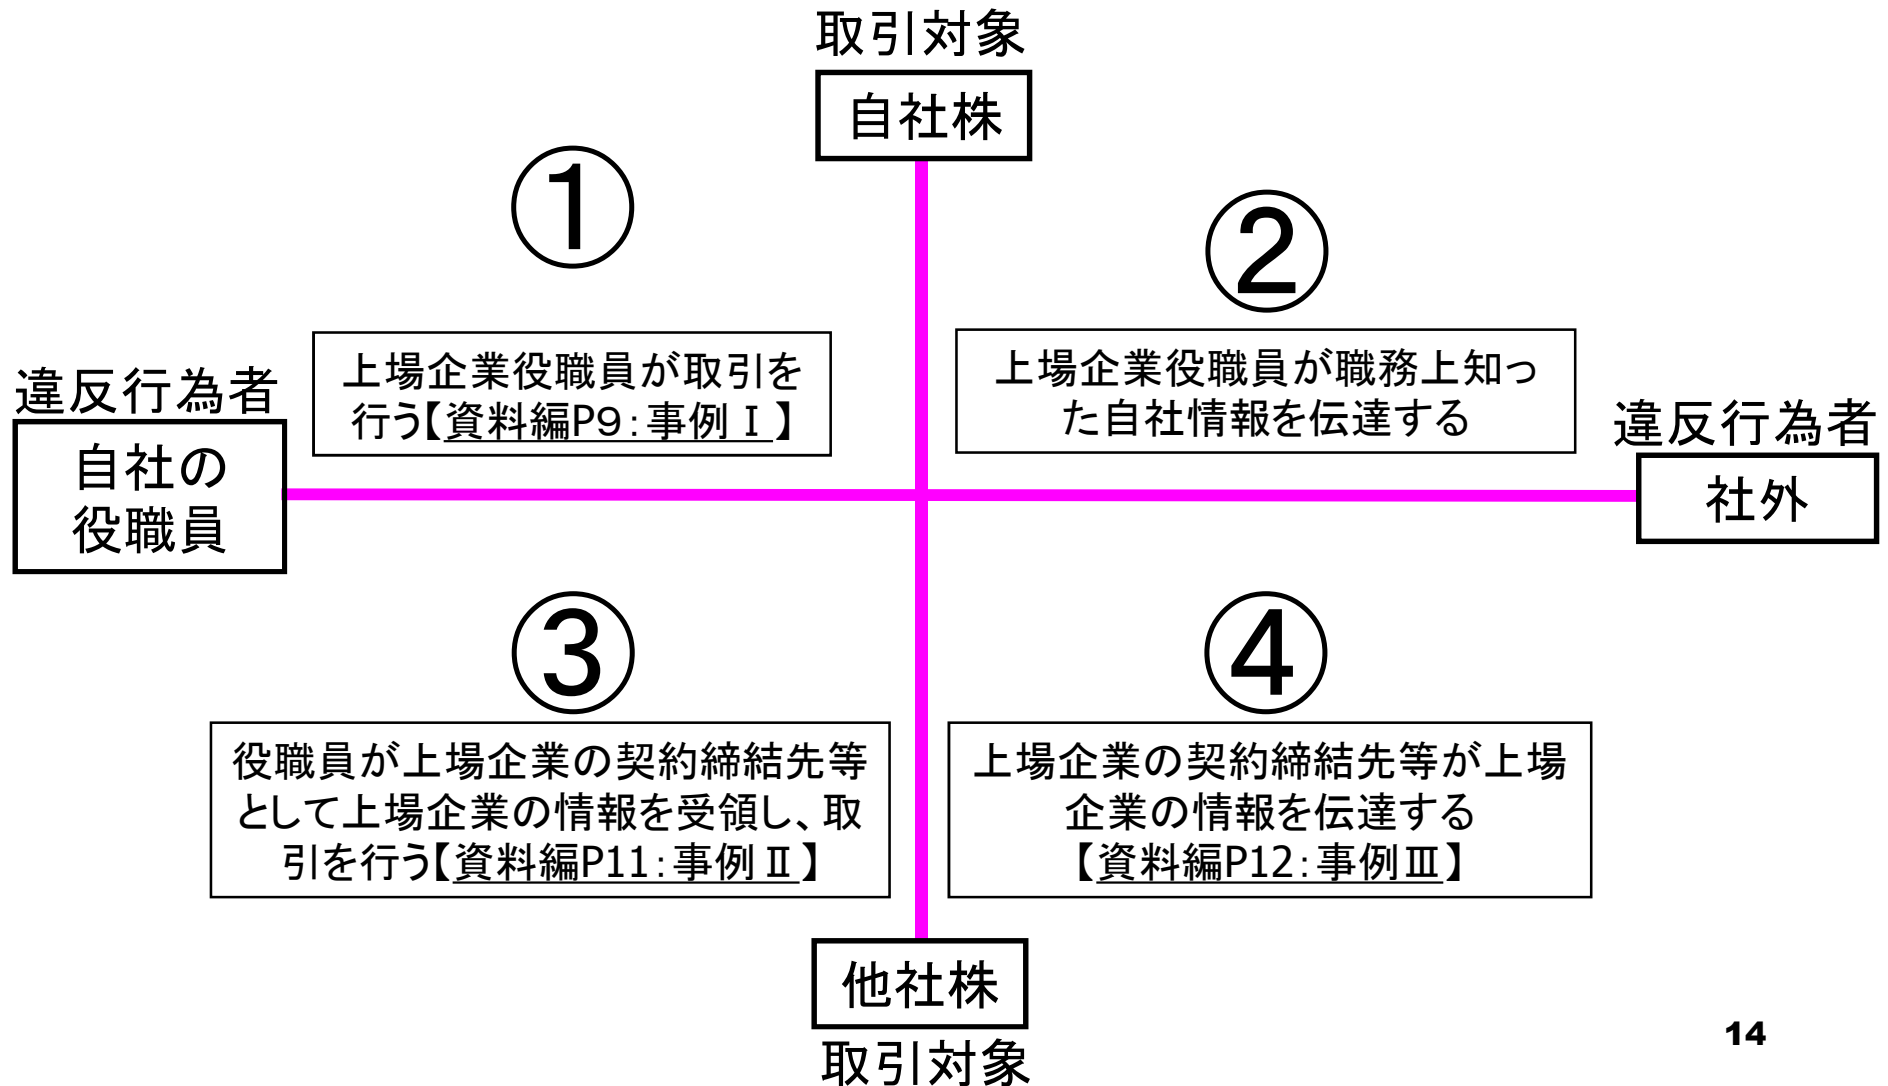 取引対象
自社株
①
②
上場企業役職員が取引を
行う【資料編P9：事例Ⅰ】
上場企業役職員が職務上知っ
た自社情報を伝達する
違反行為者
自社の
役職員
違反行為者
社外
③
④
役職員が上場企業の契約締結先等
として上場企業の情報を受領し、取
引を行う【資料編P11：事例Ⅱ】
上場企業の契約締結先等が上場
企業の情報を伝達する
【資料編P12：事例Ⅲ】
他社株
取引対象
14